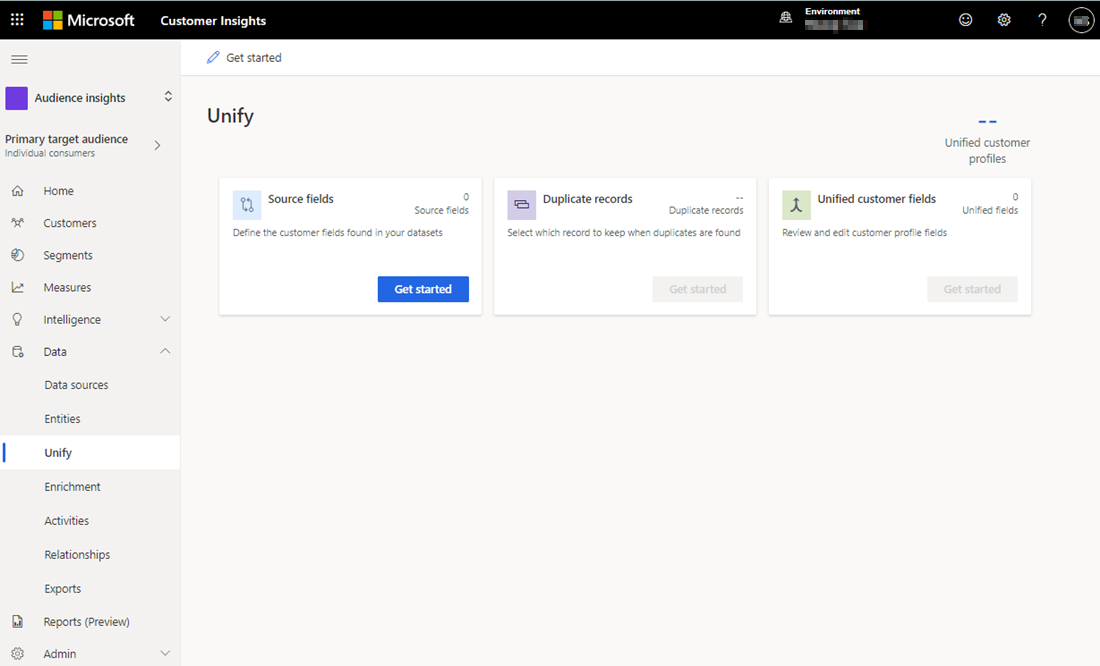 Microsoft
Customer Insights
Environment
?
Get started
Audience insights
Primary target audience
Individual consumers
Home
Customers
Segments
Measures
Intelligence
Data
Data sources
Entities
Unify
Enrichment
Activities
Relationships
Exports
Reports (Preview)
Admin
Unify
--
Unified customer
profiles
Source fields
0
Source fields
Define the customer fields found in your datasets
Get started
Duplicate records
--
Duplicate records
Select which record to keep when duplicates are found
Get started
Unified customer fields
0
Unified fields
Review and edit customer profile fields
Get started